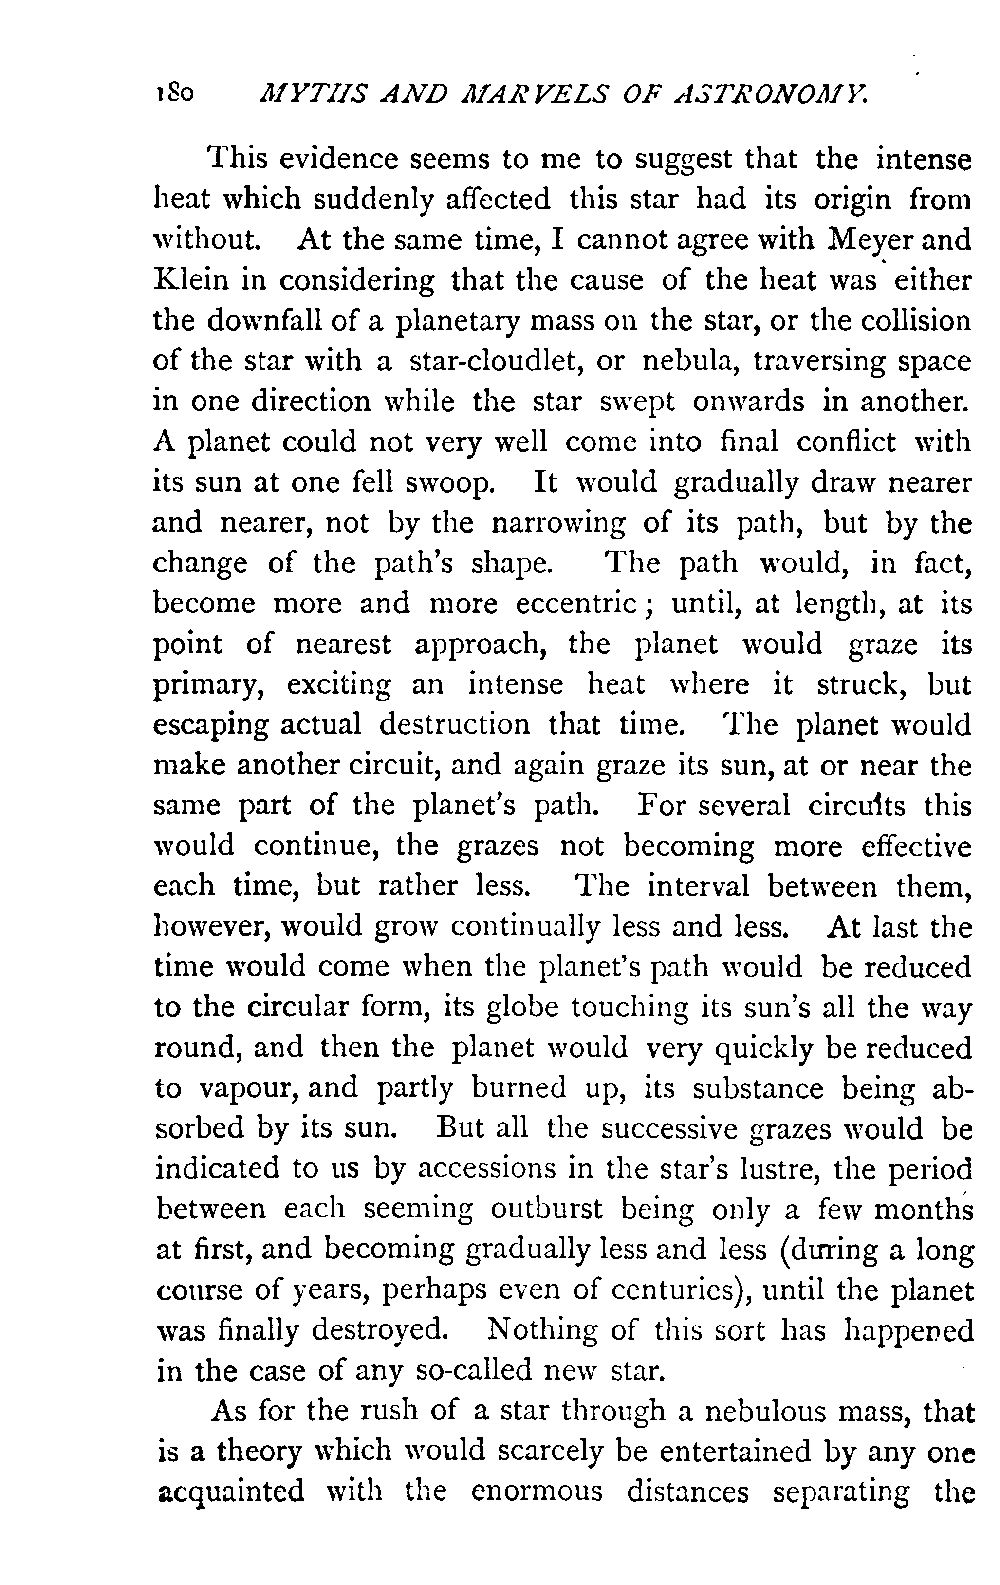 180 MYTHS AND MARVELS OF ASTRONOMY.
This evidence seems to me to suggest that the intense
heat which suddenly affected this star had its origin from
without. At the same time, I cannot agree with Meyer and
Klein in considering that the cause of the heat was either
the downfall of a planetary mass on the star, or the collision
of the star with a star-cloudlet, or nebula, traversing space
in one direction while the star swept onwards in another.
A planet could not very well come into final conflict with
its sun at one fell swoop. It would gradually draw nearer
and nearer, not by the narrowing of its path, but by the
change of the path's shape. The path would, in fact,
become more and more eccentric ; until, at length, at its
point of nearest approach, the planet would graze its
primary, exciting an intense heat where it struck, but
escaping actual destruction that time. The planet would
make another circuit, and again graze its sun, at or near the
same part of the planet's path. For several circuits this
would continue, the grazes not becoming more effective
each time, but rather less. The interval between them,
however, would grow continually less and less. At last the
time would come when the planet's path would be reduced
to the circular form, its globe touching its sun's all the way
round, and then the planet would very quickly be reduced
to vapour, and partly burned up, its substance being ab-
sorbed by its sun. But all the successive grazes would be
indicated to us by accessions in the star's lustre, the period
between each seeming outburst being only a few months
at first, and becoming gradually less and less (during a long
course of years, perhaps even of centuries), until the planet
was finally destroyed. Nothing of this sort has happened
in the case of any so-called new star.
As for the rush of a star through a nebulous mass, that
is a theory which would scarcely be entertained by any one
acquainted with the enormous distances separating the